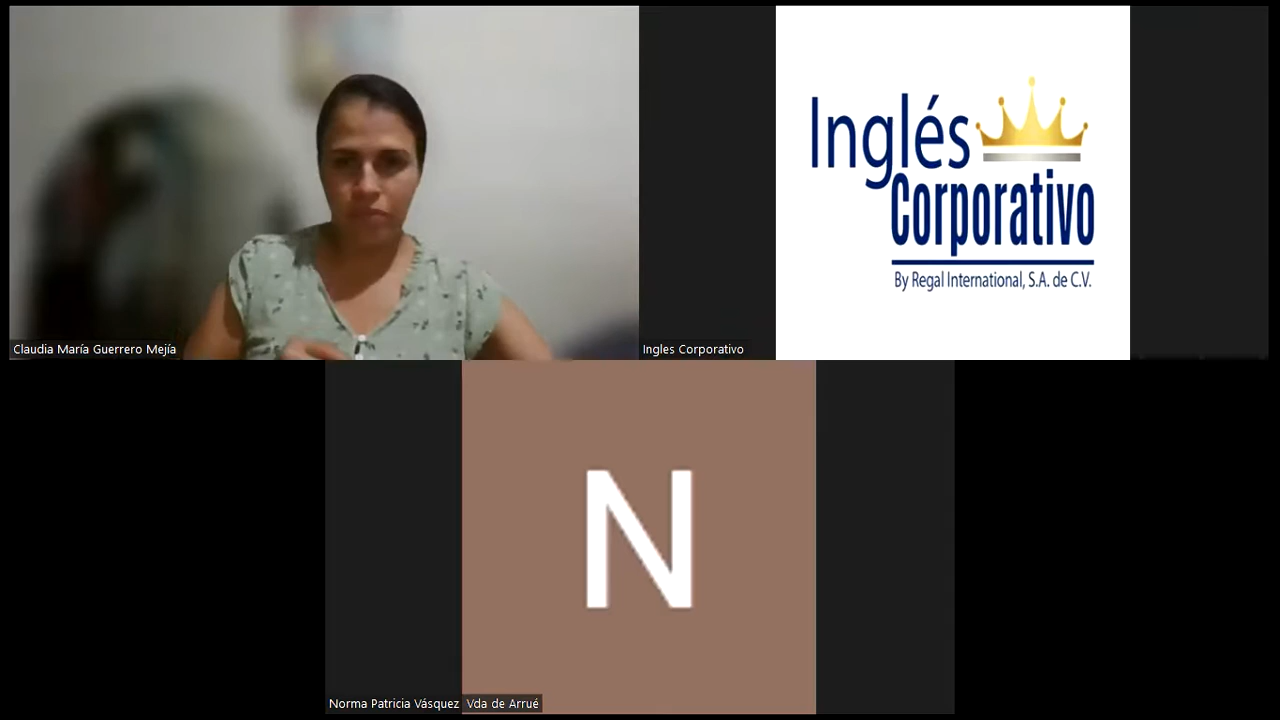 Inglés
Corporativo
By Regal International, S.A. de C.V.
Claudia María Guerrero Mejía
Ingles Corporativo
N
Norma Patricia Vásquez Vda de Arrué